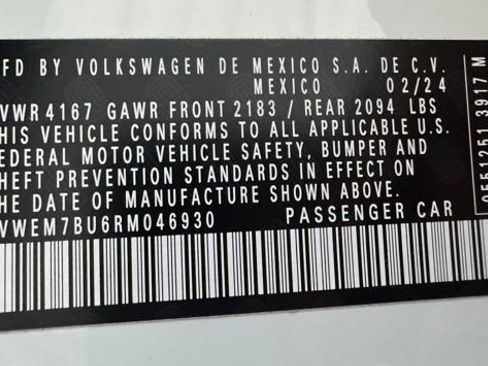 FD BY VOLKSWAGEN DE MEXICO S.A. DE C.V.
MEXICO 02/24
VWR 4167 GAWR FRONT 2183 / REAR 2094 LBS
HIS VEHICLE CONFORMS TO ALL APPLICABLE U.S.
EDERAL MOTOR VEHICLE SAFETY, BUMPER AND
HEFT PREVENTION STANDARDS IN EFFECT ON
HE DATE OF MANUFACTURE SHOWN ABOVE.
VWEM7BU6RM046930 PASSENGER CAR
0551251 3917 M